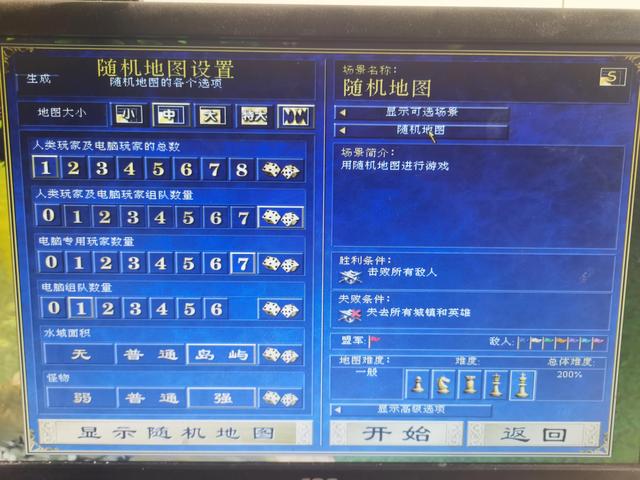 生成
随机地图设置
随机地图的各个选项
地图大小
小 中 大 特大
人类玩家及电脑玩家的总数
1 2 3 4 5 6 7 8
人类玩家及电脑玩家组队数量
0 1 2 3 4 5 6 7
电脑专用玩家数量
0 1 2 3 4 5 6 7
电脑组队数量
0 1 2 3 4 5 6
水域面积
无 普通 岛屿
怪物
弱 普通 强
显示随机地图
场景名称:
随机地图
S
显示可选场景
随机地图
场景简介:
用随机地图进行游戏
胜利条件:
击败所有敌人
失败条件:
失去所有城镇和英雄
盟军:
敌人:
地图难度: 难度: 总体难度:
一般
200%
显示高级选项
开始
返回